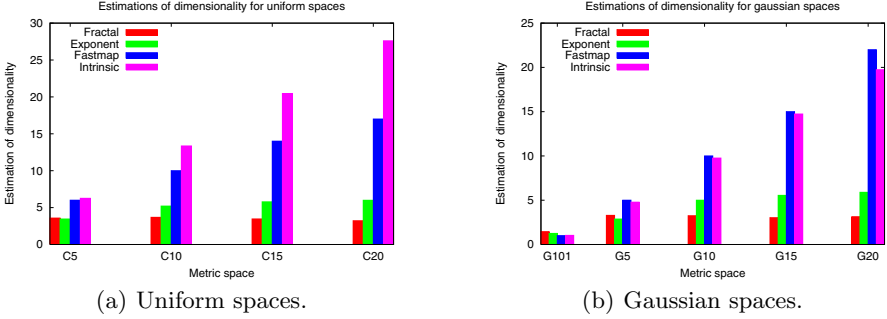 Estimations of dimensionality for uniform spaces
Estimation of dimensionality
30
25
20
15
10
5
0
Fractal
Exponent
Fastmap
Intrinsic
C5 C10 C15 C20
Metric space
(a) Uniform spaces.
Estimations of dimensionality for gaussian spaces
Estimation of dimensionality
25
20
15
10
5
0
Fractal
Exponent
Fastmap
Intrinsic
G101 G5 G10 G15 G20
Metric space
(b) Gaussian spaces.